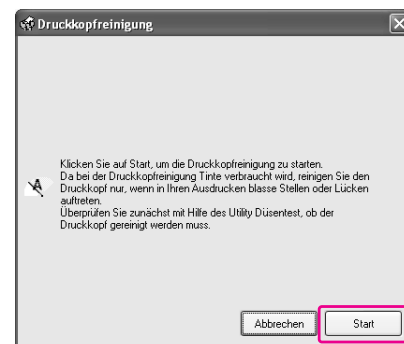 Druckkopfreinigung
Klicken Sie auf Start, um die Druckkopfreinigung zu starten.
Da bei der Druckkopfreinigung Tinte verbraucht wird, reinigen Sie den
Druckkopf nur, wenn in Ihren Ausdrucken blasse Stellen oder Lücken
auftreten.
Überprüfen Sie zunächst mit Hilfe des Utility Düsentest, ob der
Druckkopf gereinigt werden muss.
Abbrechen Start